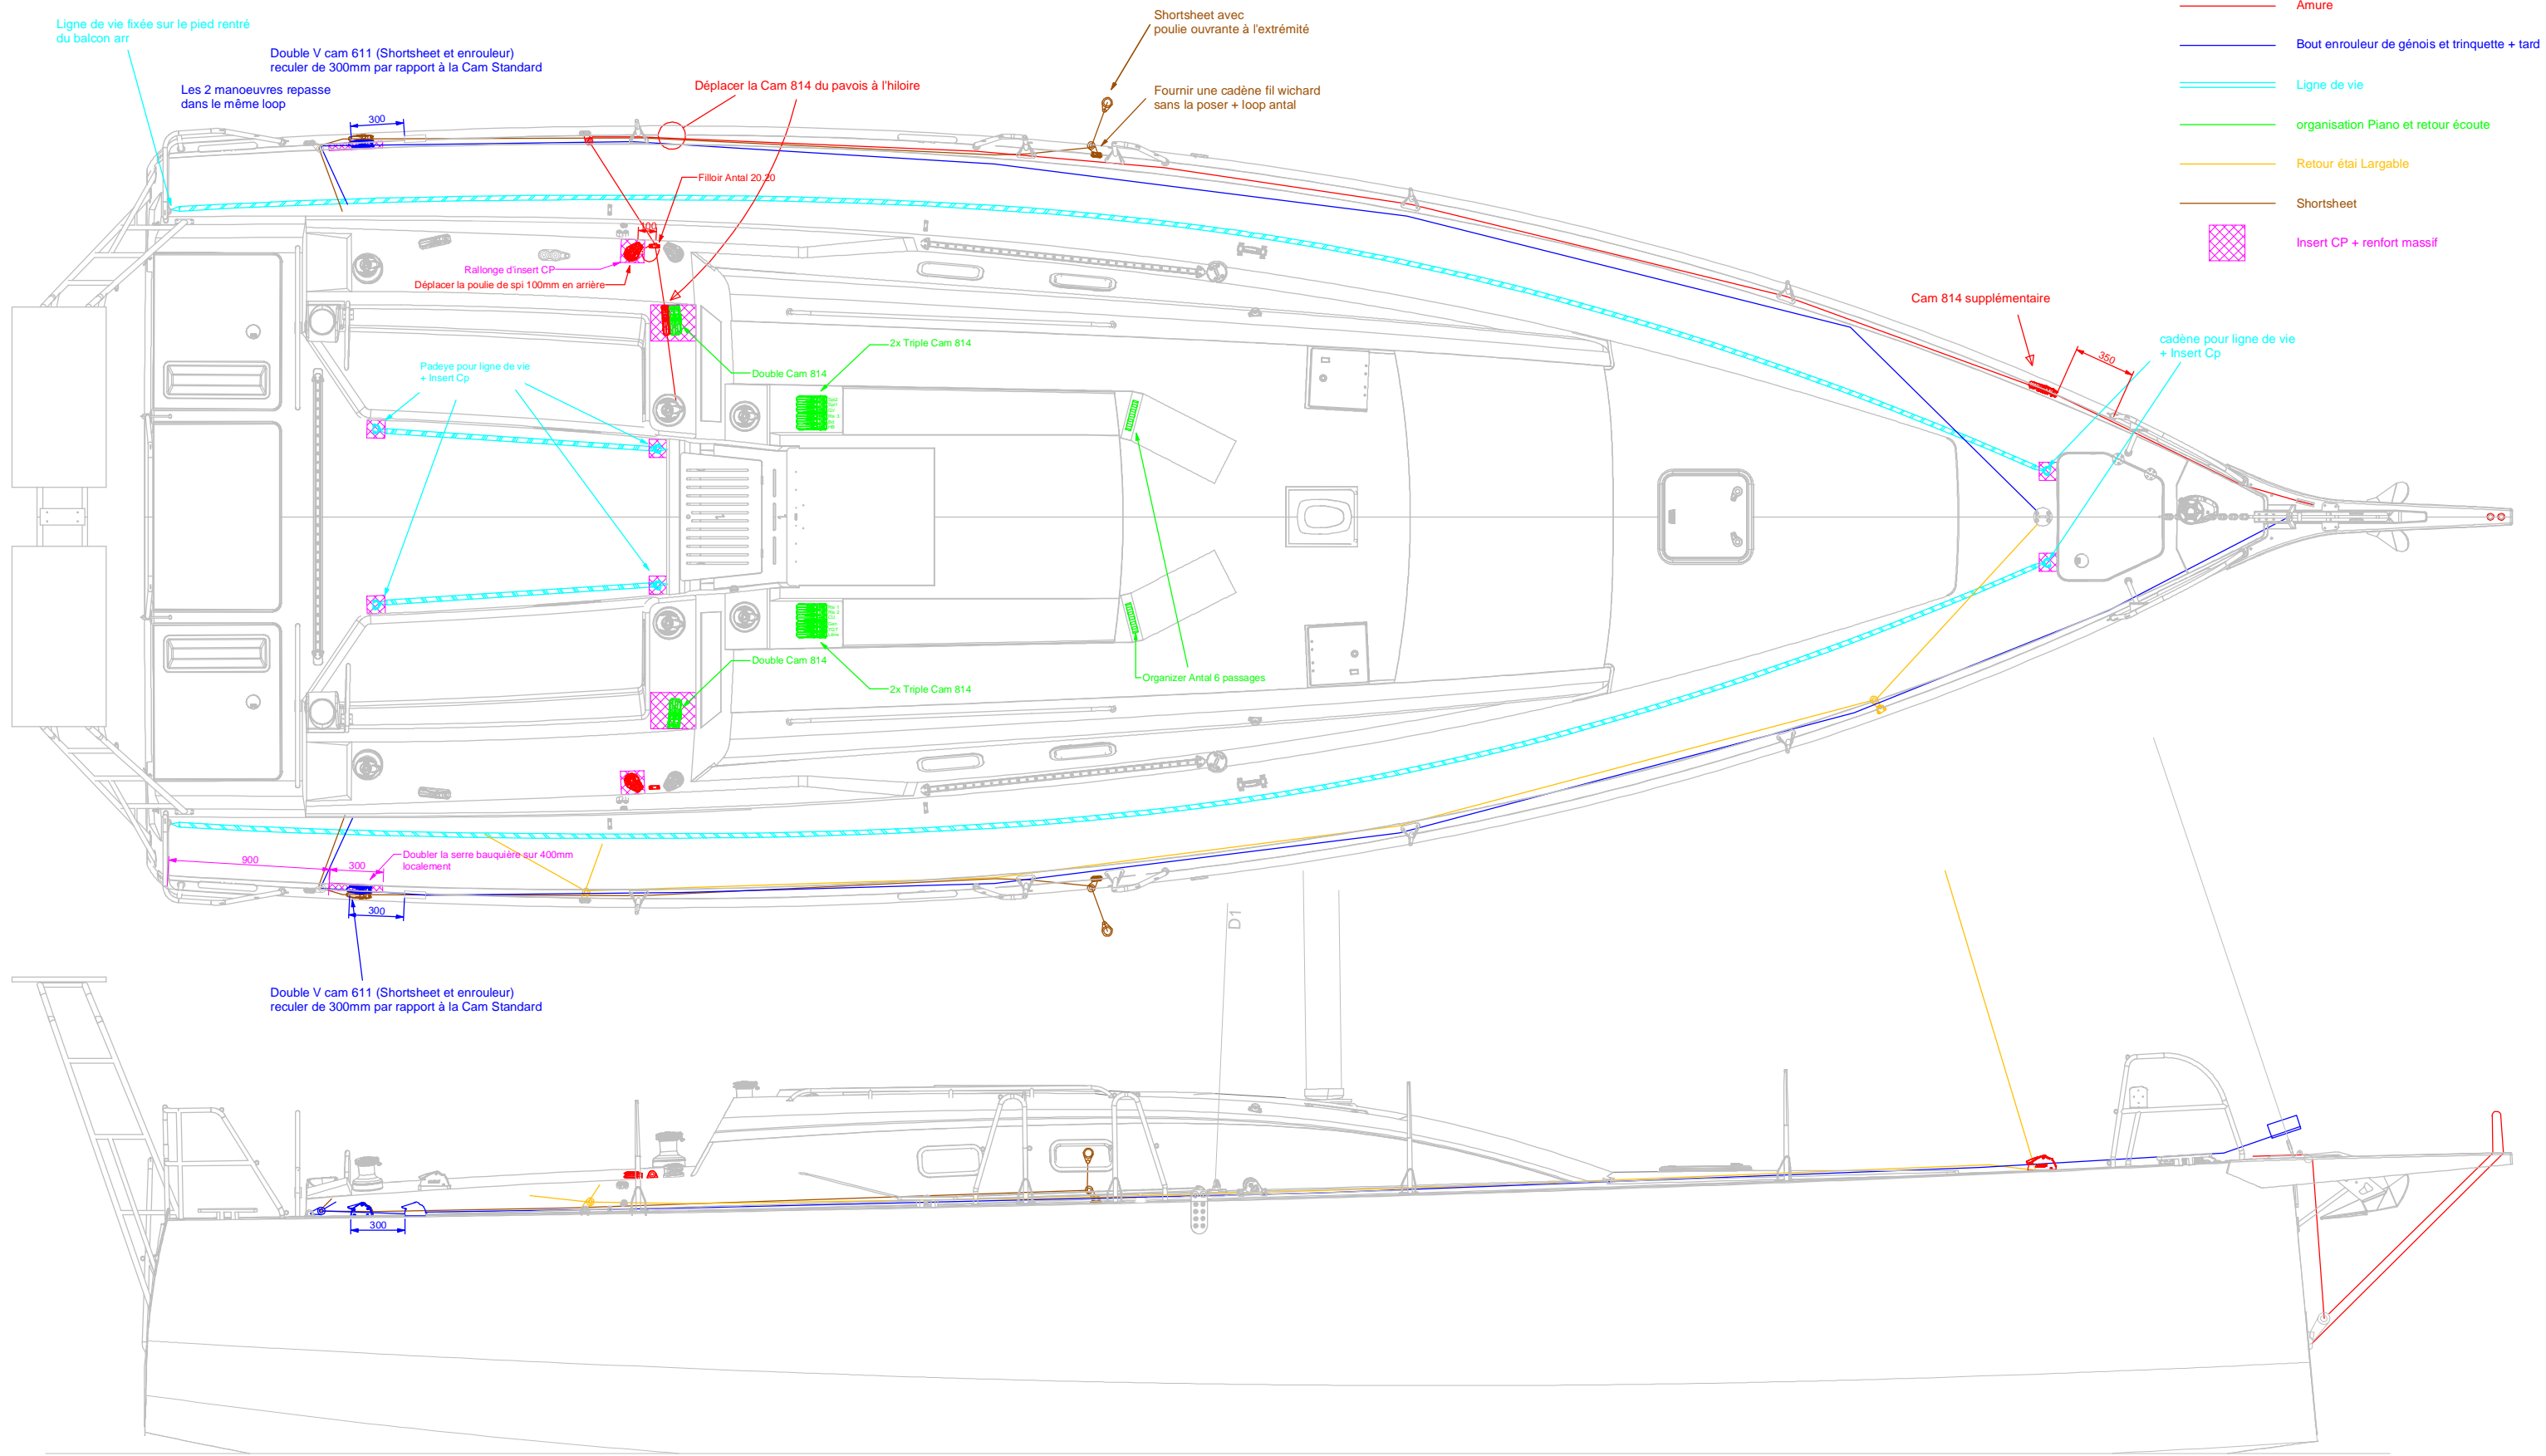 Ligne de vie fixée sur le pied rentré
du balcon arr
Double V cam 611 (Shortsheet et enrouleur)
reculer de 300mm par rapport à la Cam Standard
Les 2 manoeuvres repasse
dans le même loop
300
Déplacer la Cam 814 du pavois à l'hiloire
Shortsheet avec
poulie ouvrante à l'extrémité
Fournir une cadène fil wichard
sans la poser + loop antal
Amure
Bout enrouleur de génois et trinquette + tard
Ligne de vie
organisation Piano et retour écoute
Retour étai Largable
Shortsheet
Insert CP + renfort massif
Filloir Antal 20.20
100
Rallonge d'insert CP
Déplacer la poulie de spi 100mm en arrière
Cam 814 supplémentaire
350
cadène pour ligne de vie
+ Insert Cp
Padeye pour ligne de vie
+ Insert Cp
2x Triple Cam 814
Double Cam 814
Double Cam 814
2x Triple Cam 814
Organizer Antal 6 passages
900
300
Doubler la serre bauquière sur 400mm
localement
300
D1
Double V cam 611 (Shortsheet et enrouleur)
reculer de 300mm par rapport à la Cam Standard
300